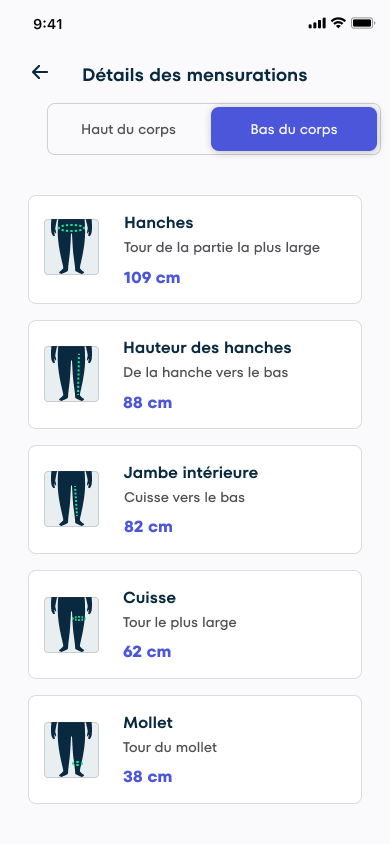 9:41
Détails des mensurations
Haut du corps
Bas du corps
Hanches
Tour de la partie la plus large
109 cm
Hauteur des hanches
De la hanche vers le bas
88 cm
Jambe intérieure
Cuisse vers le bas
82 cm
Cuisse
Tour le plus large
62 cm
Mollet
Tour du mollet
38 cm